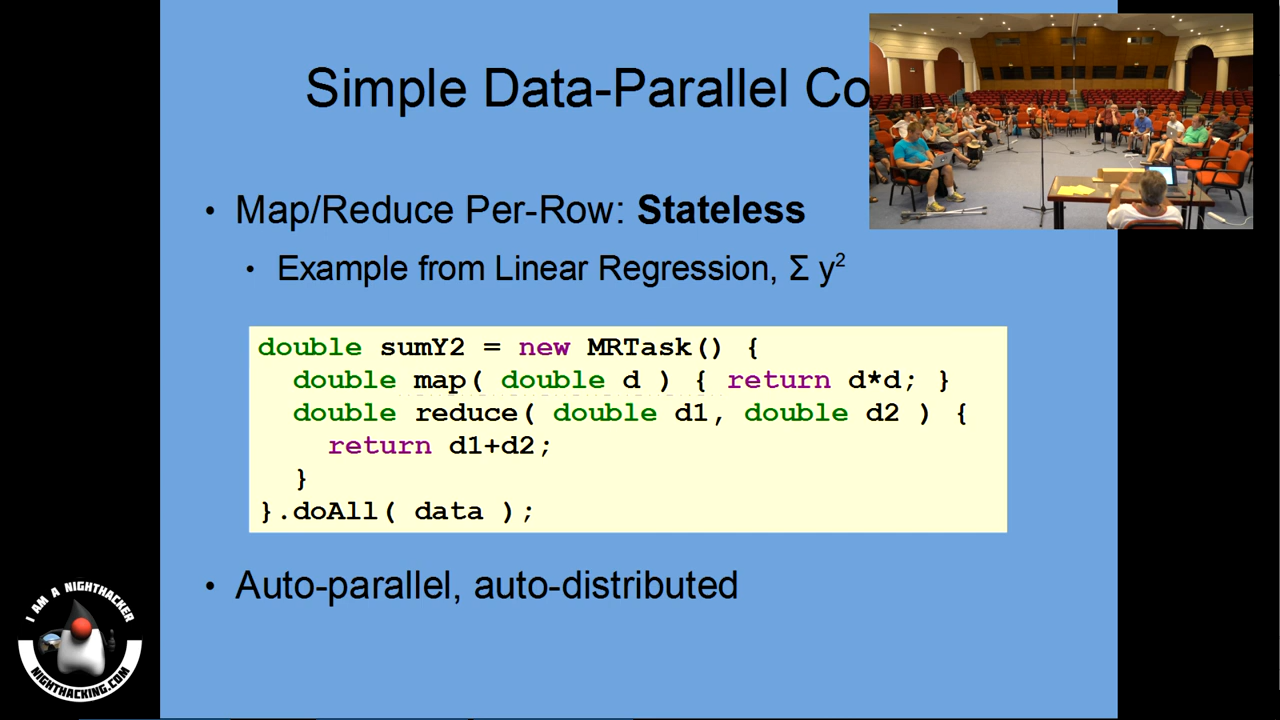 Simple Data-Parallel Co
• Map/Reduce Per-Row: Stateless
• Example from Linear Regression, Σ y²
double sumY2 = new MRTask() {
double map( double d ) { return d*d; }
double reduce( double d1, double d2 ) {
return d1+d2;
}
}.doAll( data );
• Auto-parallel, auto-distributed
I AM A NIGHTHACKER
NIGHTHACKING.COM